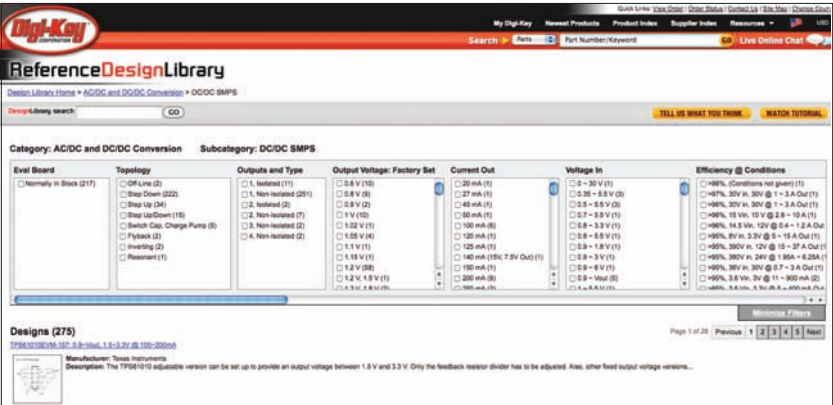 Quick Links: View Order | Order Status | Contact Us | Site Map | Change Coun
My Digi-Key Newest Products Product Index Supplier Index Resources USD
Digi-Key
CORPORATION
Search Parts Part Number/Keyword GO Live Online Chat
ReferenceDesignLibrary
Design Library Home > AC/DC and DC/DC Conversion > DC/DC SMPS
DesignLibrary search GO TELL US WHAT YOU THINK WATCH TUTORIAL
Category: AC/DC and DC/DC Conversion Subcategory: DC/DC SMPS
Eval Board Topology Outputs and Type Output Voltage: Factory Set Current Out Voltage In Efficiency @ Conditions
Normally in Stock (217) Off-Line (2) 1, Isolated (11) 0.6 V (10) 20 mA (1) 0 ~ 30 V (1) >98%, (Conditions not given) (1)
Step Down (222) 1, Non-Isolated (251) 0.8 V (9) 27 mA (1) 0.35 ~ 5.5 V (3) >97%, 30V in, 30V @ 1 ~ 3 A Out (1)
Step Up (34) 2, Isolated (2) 0.9 V (2) 45 mA (1) 0.5 ~ 5.5 V (3) >96%, 30V in, 30V @ 1 ~ 3 A Out (1)
Step Up/Down (15) 2, Non-Isolated (7) 1 V (10) 50 mA (1) 0.7 ~ 5.5 V (1) >96%, 15 Vin, 10 V @ 2.8 ~ 10 A (1)
Switch Cap, Charge Pump (5) 3, Non-Isolated (2) 1.02 V (1) 100 mA (6) 0.8 ~ 3.3 V (1) >96%, 14.5 Vin, 12V @ 0.4 ~ 1.2 A Out
Flyback (2) 4, Non-Isolated (2) 1.05 V (4) 120 mA (1) 0.8 ~ 5.5 V (1) >95%, 8V in, 3.3V @ 5 ~ 15 A Out (1)
Inverting (2) 1.1 V (1) 125 mA (1) 0.9 ~ 1.8 V (1) >95%, 390V in, 12V @ 15 ~ 37 A Out (1
Resonant (1) 1.15 V (1) 140 mA (15V, 7.5V Out) (1) 0.9 ~ 3 V (1) >95%, 380V in, 24V @ 1.95A ~ 6.25A (1
1.2 V (58) 150 mA (1) 0.9 ~ 6 V (1) >95%, 36V in, 30V @ 0.7 ~ 3 A Out (1)
1.2 V, 1.5 V (1) 200 mA (9) 0.9 ~ Vout (5) >95%, 3.6 Vin, 3V @ 11 ~ 900 mA (2)
Minimize Filters
Designs (275) Page 1 of 28 Previous 1 2 3 4 5 Next
TPS61010EVM-157: 0.9~Vout, 1.5~3.3V @ 100~200mA
Manufacturer: Texas Instruments
Description: The TPS61010 adjustable version can be set up to provide an output voltage between 1.5 V and 3.3 V. Only the feedback resistor divider has to be adjusted. Also, other fixed output voltage versions...